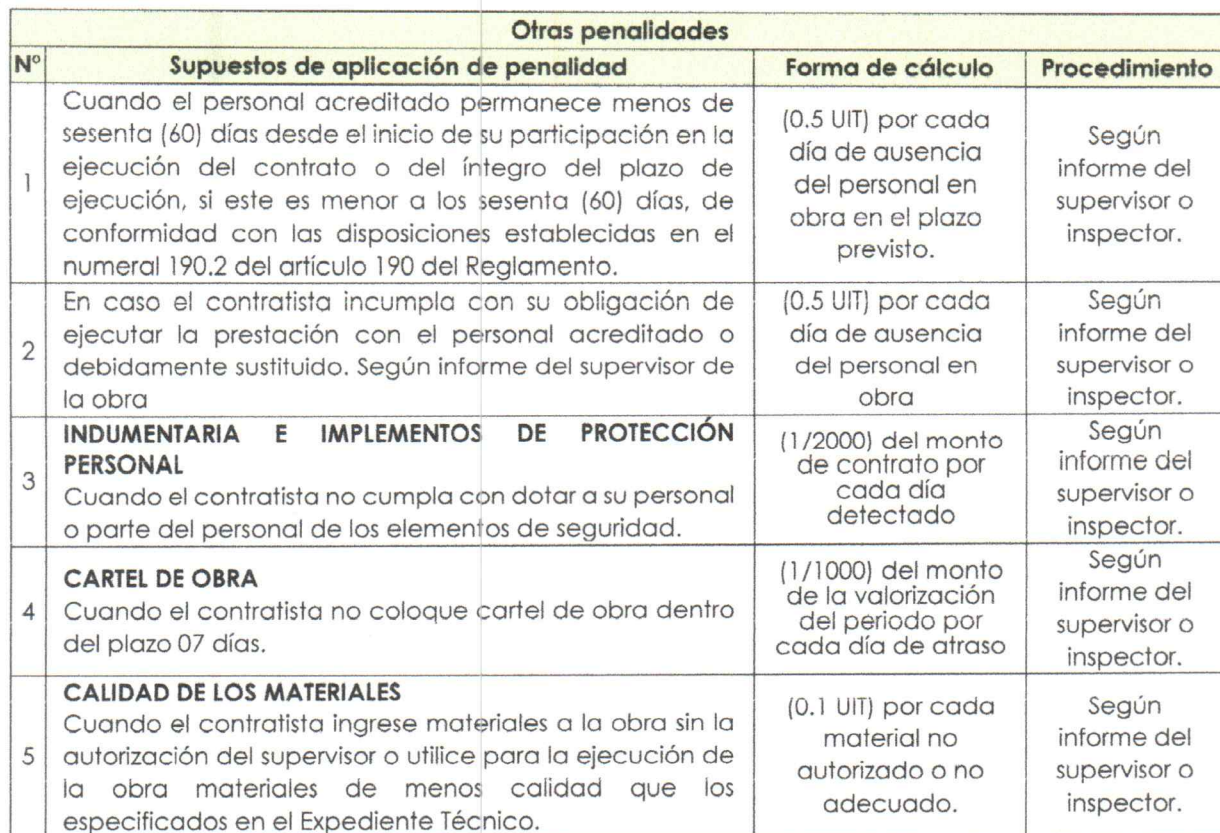 Otras penalidades
Nº Supuestos de aplicación de penalidad Forma de cálculo Procedimiento
1
Cuando el personal acreditado permanece menos de
sesenta (60) días desde el inicio de su participación en la
ejecución del contrato o del íntegro del plazo de
ejecución, si este es menor a los sesenta (60) días, de
conformidad con las disposiciones establecidas en el
numeral 190.2 del artículo 190 del Reglamento.
(0.5 UIT) por cada
día de ausencia
del personal en
obra en el plazo
previsto.
Según
informe del
supervisor o
inspector.
2
En caso el contratista incumpla con su obligación de
ejecutar la prestación con el personal acreditado o
debidamente sustituido. Según informe del supervisor de
la obra
(0.5 UIT) por cada
día de ausencia
del personal en
obra
Según
informe del
supervisor o
inspector.
3
INDUMENTARIA E IMPLEMENTOS DE PROTECCIÓN
PERSONAL
Cuando el contratista no cumpla con dotar a su personal
o parte del personal de los elementos de seguridad.
(1/2000) del monto
de contrato por
cada día
detectado
Según
informe del
supervisor o
inspector.
4
CARTEL DE OBRA
Cuando el contratista no coloque cartel de obra dentro
del plazo 07 días.
(1/1000) del monto
de la valorización
del periodo por
cada día de atraso
Según
informe del
supervisor o
inspector.
5
CALIDAD DE LOS MATERIALES
Cuando el contratista ingrese materiales a la obra sin la
autorización del supervisor o utilice para la ejecución de
la obra materiales de menos calidad que los
especificados en el Expediente Técnico.
(0.1 UIT) por cada
material no
autorizado o no
adecuado.
Según
informe del
supervisor o
inspector.